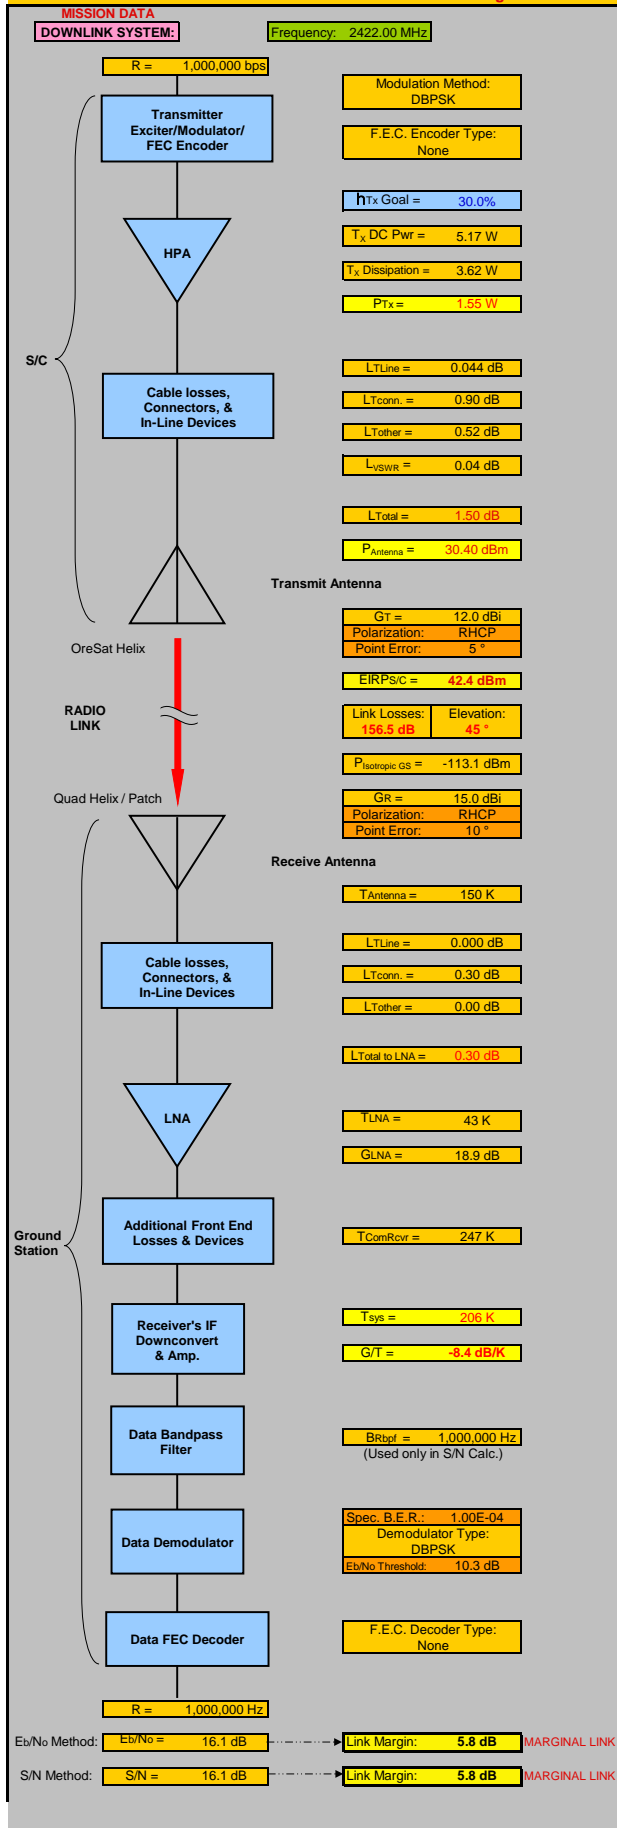 MISSION DATA
DOWNLINK SYSTEM:
Frequency: 2422.00 MHz
R = 1,000,000 bps
Transmitter
Exciter/Modulator/
FEC Encoder
Modulation Method:
DBPSK
F.E.C. Encoder Type:
None
hTx Goal = 30.0%
HPA
TX DC Pwr = 5.17 W
TX Dissipation = 3.62 W
PTx = 1.55 W
S/C
Cable losses,
Connectors, &
In-Line Devices
LTLine = 0.044 dB
LTconn. = 0.90 dB
LTother = 0.52 dB
LVSWR = 0.04 dB
LTotal = 1.50 dB
PAntenna = 30.40 dBm
Transmit Antenna
OreSat Helix
GT = 12.0 dBi
Polarization: RHCP
Point Error: 5 °
EIRPS/C = 42.4 dBm
RADIO
LINK
Link Losses: Elevation:
156.5 dB 45 °
PIsotropic GS = -113.1 dBm
Quad Helix / Patch
GR = 15.0 dBi
Polarization: RHCP
Point Error: 10 °
Receive Antenna
TAntenna = 150 K
Cable losses,
Connectors, &
In-Line Devices
LTLine = 0.000 dB
LTconn. = 0.30 dB
LTother = 0.00 dB
LTotal to LNA = 0.30 dB
LNA
TLNA = 43 K
GLNA = 18.9 dB
Ground
Station
Additional Front End
Losses & Devices
TComRcvr = 247 K
Receiver's IF
Downconvert
& Amp.
Tsys = 206 K
G/T = -8.4 dB/K
Data Bandpass
Filter
BRbpf = 1,000,000 Hz
(Used only in S/N Calc.)
Data Demodulator
Spec. B.E.R.: 1.00E-04
Demodulator Type:
DBPSK
Eb/No Threshold: 10.3 dB
Data FEC Decoder
F.E.C. Decoder Type:
None
R = 1,000,000 Hz
Eb/No Method: Eb/No = 16.1 dB Link Margin: 5.8 dB MARGINAL LINK
S/N Method: S/N = 16.1 dB Link Margin: 5.8 dB MARGINAL LINK